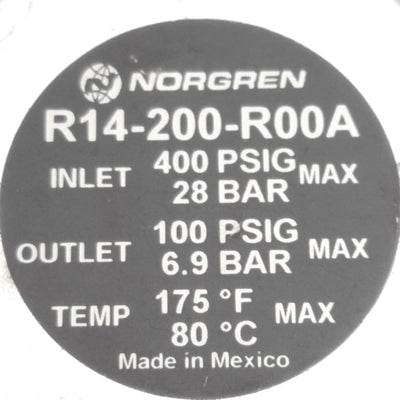 NORGREN
R14-200-R00A
INLET 400 PSIG MAX
28 BAR
OUTLET 100 PSIG MAX
6.9 BAR
TEMP 175 °F MAX
80 °C
Made in Mexico